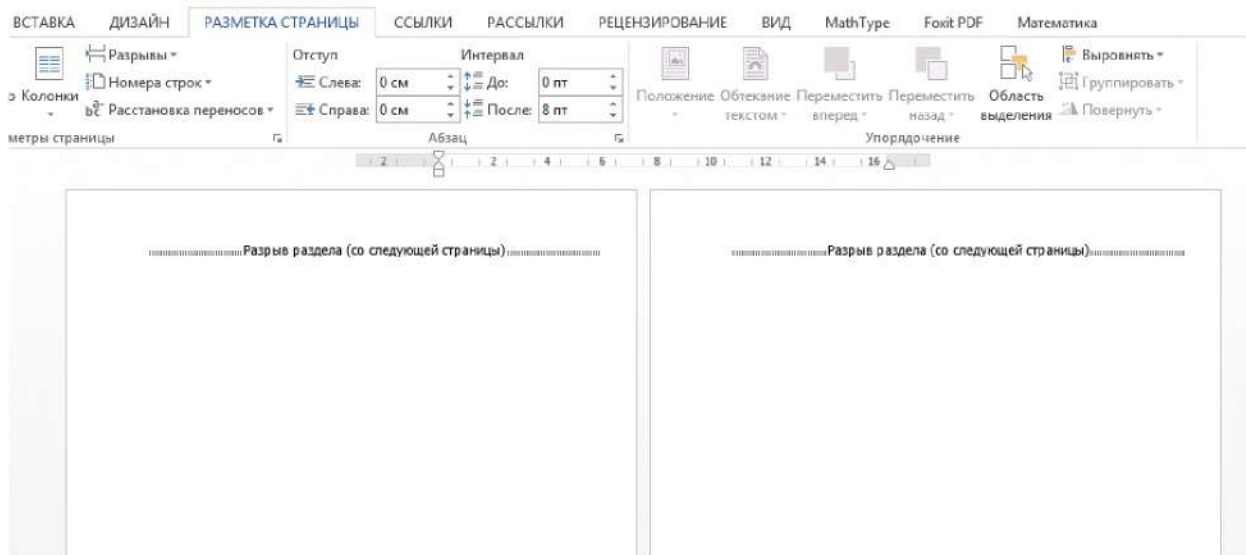 ВСТАВКА ДИЗАЙН РАЗМЕТКА СТРАНИЦЫ ССЫЛКИ РАССЫЛКИ РЕЦЕНЗИРОВАНИЕ ВИД MathType Foxit PDF Математика
Разрывы Отступ Интервал Выровнять
Номера строк Слева: 0 см До: 0 пт Группировать
Колонки Положение Обтекание Переместить Переместить Область
Расстановка переносов Справа: 0 см После: 8 пт текстом вперед назад выделения Повернуть
метры страницы Абзац Упорядочение
2 2 4 6 8 10 12 14 16
Разрыв раздела (со следующей страницы) Разрыв раздела (со следующей страницы)